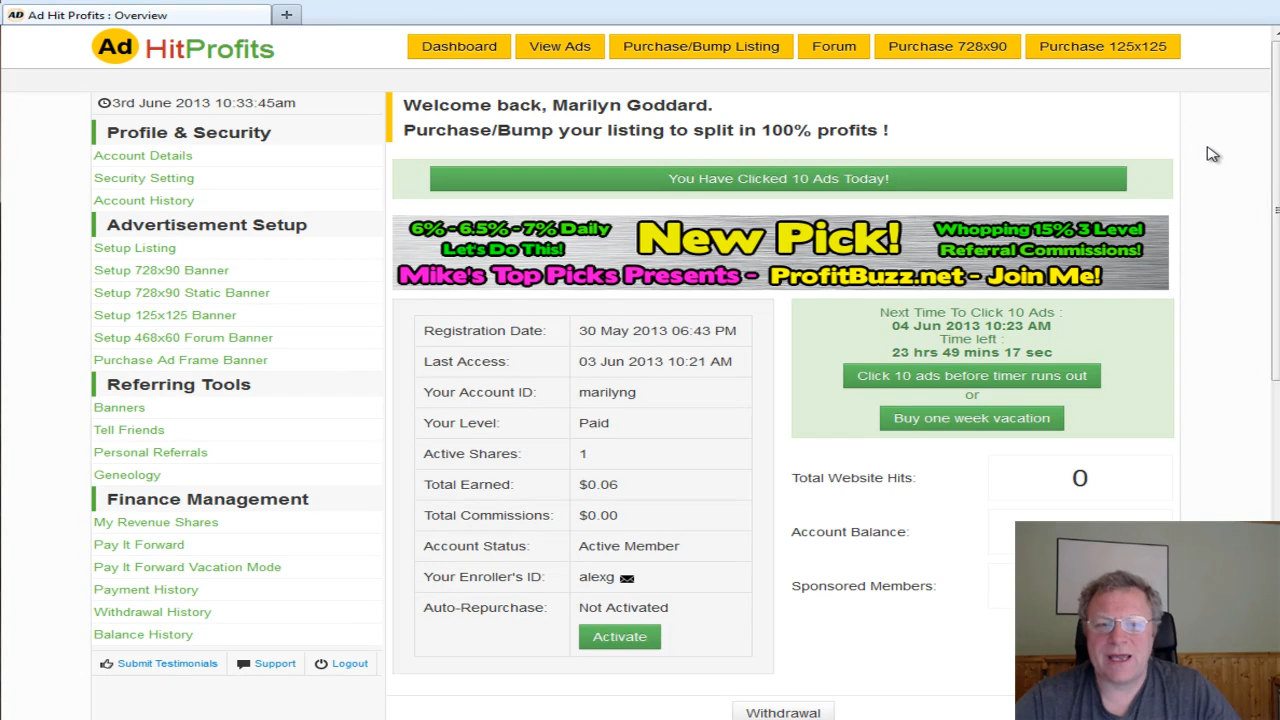 AD Ad Hit Profits : Overview
Ad HitProfits
Dashboard View Ads Purchase/Bump Listing Forum Purchase 728x90 Purchase 125x125
3rd June 2013 10:33:45am
Profile & Security
Account Details
Security Setting
Account History
Advertisement Setup
Setup Listing
Setup 728x90 Banner
Setup 728x90 Static Banner
Setup 125x125 Banner
Setup 468x60 Forum Banner
Purchase Ad Frame Banner
Referring Tools
Banners
Tell Friends
Personal Referrals
Geneology
Finance Management
My Revenue Shares
Pay It Forward
Pay It Forward Vacation Mode
Payment History
Withdrawal History
Balance History
Submit Testimonials Support Logout
Welcome back, Marilyn Goddard.
Purchase/Bump your listing to split in 100% profits !
You Have Clicked 10 Ads Today!
6% - 6.5% - 7% Daily New Pick! Whopping 15% 3 Level
Let's Do This! Referral Commissions!
Mike's Top Picks Presents - ProfitBuzz.net - Join Me!
Registration Date: 30 May 2013 06:43 PM
Last Access: 03 Jun 2013 10:21 AM
Your Account ID: marilyng
Your Level: Paid
Active Shares: 1
Total Earned: $0.06
Total Commissions: $0.00
Account Status: Active Member
Your Enroller's ID: alexg
Auto-Repurchase: Not Activated
Activate
Next Time To Click 10 Ads :
04 Jun 2013 10:23 AM
Time left :
23 hrs 49 mins 17 sec
Click 10 ads before timer runs out
or
Buy one week vacation
Total Website Hits: 0
Account Balance:
Sponsored Members:
Withdrawal